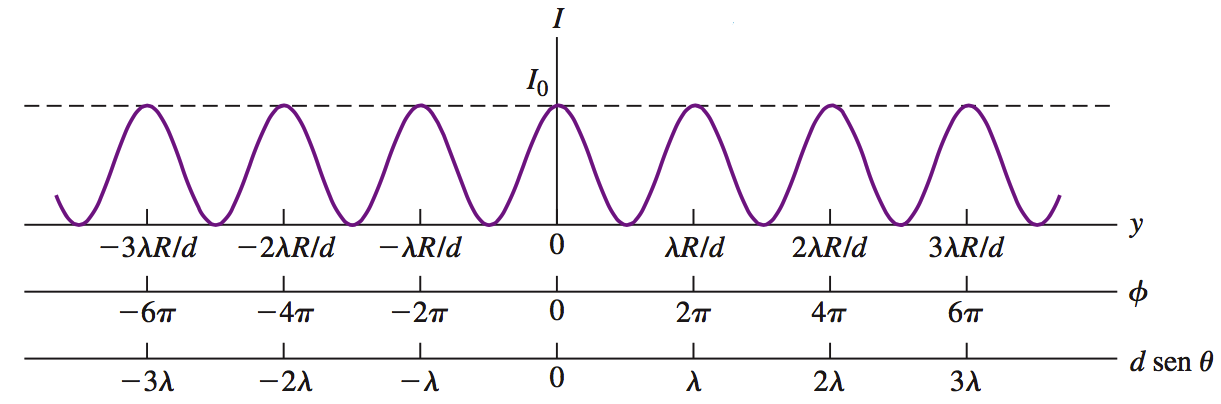 I
I₀
−3λR/d −2λR/d −λR/d 0 λR/d 2λR/d 3λR/d y
−6π −4π −2π 0 2π 4π 6π ϕ
−3λ −2λ −λ 0 λ 2λ 3λ d sen θ